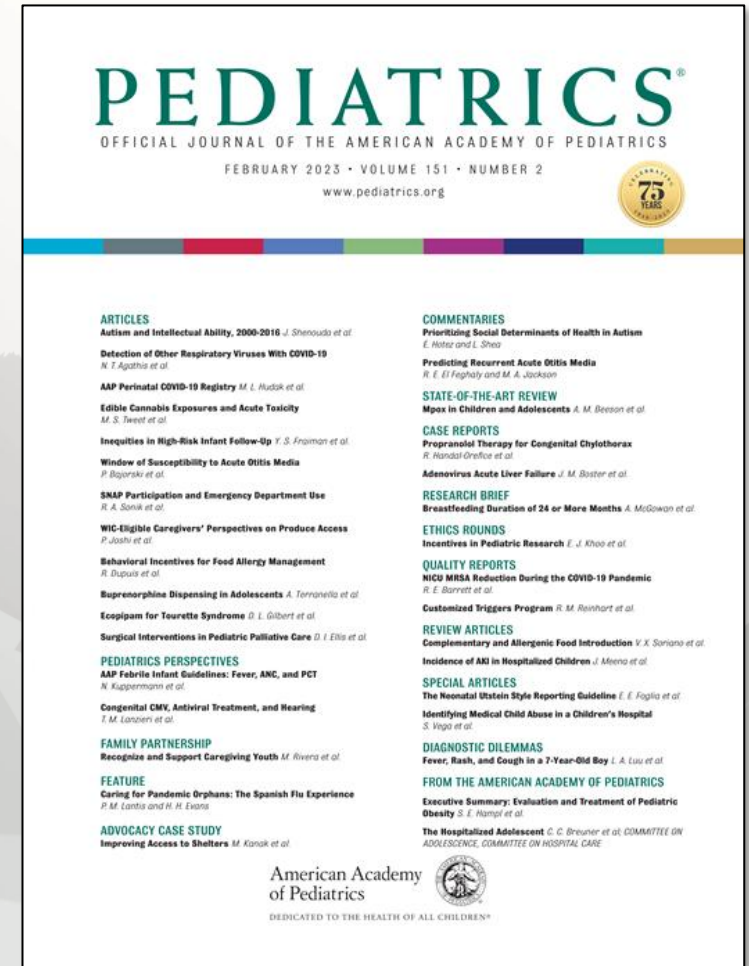 PEDIATRICS®
OFFICIAL JOURNAL OF THE AMERICAN ACADEMY OF PEDIATRICS
FEBRUARY 2023 • VOLUME 151 • NUMBER 2
www.pediatrics.org
CELEBRATING
75
YEARS
ARTICLES
Autism and Intellectual Ability, 2000-2016 J. Shenouda et al.
Detection of Other Respiratory Viruses With COVID-19
N. T. Agathis et al.
AAP Perinatal COVID-19 Registry M. L. Hudak et al.
Edible Cannabis Exposures and Acute Toxicity
M. S. Tweet et al.
Inequities in High-Risk Infant Follow-Up Y. S. Fraiman et al.
Window of Susceptibility to Acute Otitis Media
P. Bajorski et al.
SNAP Participation and Emergency Department Use
R. A. Sonik et al.
WIC-Eligible Caregivers' Perspectives on Produce Access
P. Joshi et al.
Behavioral Incentives for Food Allergy Management
R. Dupuis et al.
Buprenorphine Dispensing in Adolescents A. Terranella et al.
Ecopipam for Tourette Syndrome D. L. Gilbert et al.
Surgical Interventions in Pediatric Palliative Care D. I. Ellis et al.
PEDIATRICS PERSPECTIVES
AAP Febrile Infant Guidelines: Fever, ANC, and PCT
N. Kuppermann et al.
Congenital CMV, Antiviral Treatment, and Hearing
T. M. Lanzieri et al.
FAMILY PARTNERSHIP
Recognize and Support Caregiving Youth M. Rivera et al.
FEATURE
Caring for Pandemic Orphans: The Spanish Flu Experience
P. M. Lantis and H. H. Evans
ADVOCACY CASE STUDY
Improving Access to Shelters M. Kanak et al.
COMMENTARIES
Prioritizing Social Determinants of Health in Autism
E. Hotez and L. Shea
Predicting Recurrent Acute Otitis Media
R. E. El Feghaly and M. A. Jackson
STATE-OF-THE-ART REVIEW
Mpox in Children and Adolescents A. M. Beeson et al.
CASE REPORTS
Propranolol Therapy for Congenital Chylothorax
R. Handal-Orefice et al.
Adenovirus Acute Liver Failure J. M. Boster et al.
RESEARCH BRIEF
Breastfeeding Duration of 24 or More Months A. McGowan et al.
ETHICS ROUNDS
Incentives in Pediatric Research E. J. Khoo et al.
QUALITY REPORTS
NICU MRSA Reduction During the COVID-19 Pandemic
R. E. Barrett et al.
Customized Triggers Program R. M. Reinhart et al.
REVIEW ARTICLES
Complementary and Allergenic Food Introduction V. X. Soriano et al.
Incidence of AKI in Hospitalized Children J. Meena et al.
SPECIAL ARTICLES
The Neonatal Utstein Style Reporting Guideline E. E. Foglia et al.
Identifying Medical Child Abuse in a Children's Hospital
S. Vega et al.
DIAGNOSTIC DILEMMAS
Fever, Rash, and Cough in a 7-Year-Old Boy L. A. Luu et al.
FROM THE AMERICAN ACADEMY OF PEDIATRICS
Executive Summary: Evaluation and Treatment of Pediatric
Obesity S. E. Hampl et al.
The Hospitalized Adolescent C. C. Breuner et al; COMMITTEE ON
ADOLESCENCE, COMMITTEE ON HOSPITAL CARE
American Academy
of Pediatrics
DEDICATED TO THE HEALTH OF ALL CHILDREN®